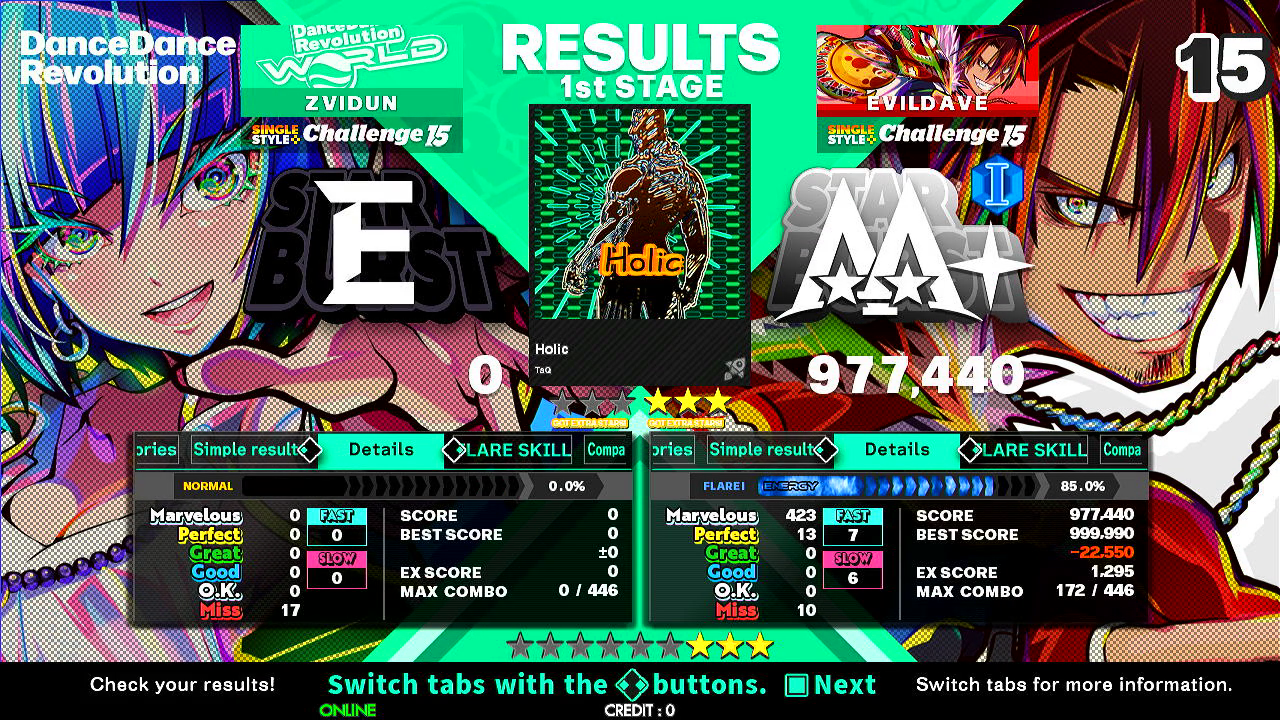 DanceDance
Revolution
DanceDance
Revolution
WORLD
ZVIDUN
SINGLE
STYLE
Challenge 15
RESULTS
1st STAGE
EVILDAVE
SINGLE
STYLE
Challenge 15
15
STAR
BURST
E
Holic
Holic
TaQ
STAR
BURST
AA+
I
0
977,440
GOT EXTRA STARS!
GOT EXTRA STARS!
ories
Simple result
Details
LARE SKILL
Compa
NORMAL
0.0%
Marvelous 0
Perfect 0
Great 0
Good 0
O.K. 0
Miss 17
FAST
0
SLOW
0
SCORE 0
BEST SCORE 0
±0
EX SCORE 0
MAX COMBO 0 / 446
ories
Simple result
Details
LARE SKILL
Compa
FLARE I
ENERGY
85.0%
Marvelous 423
Perfect 13
Great 0
Good 0
O.K. 0
Miss 10
FAST
7
SLOW
6
SCORE 977,440
BEST SCORE 999,990
-22,550
EX SCORE 1,295
MAX COMBO 172 / 446
Check your results!
Switch tabs with the buttons. Next
Switch tabs for more information.
ONLINE
CREDIT : 0